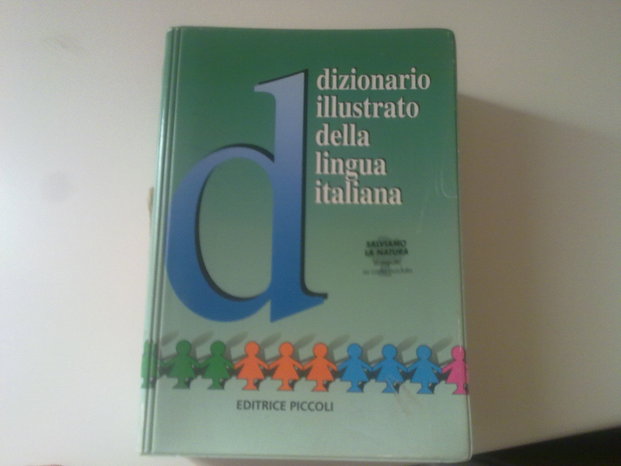 d
dizionario
illustrato
della
lingua
italiana
SALVIAMO
LA NATURA
EDITRICE PICCOLI